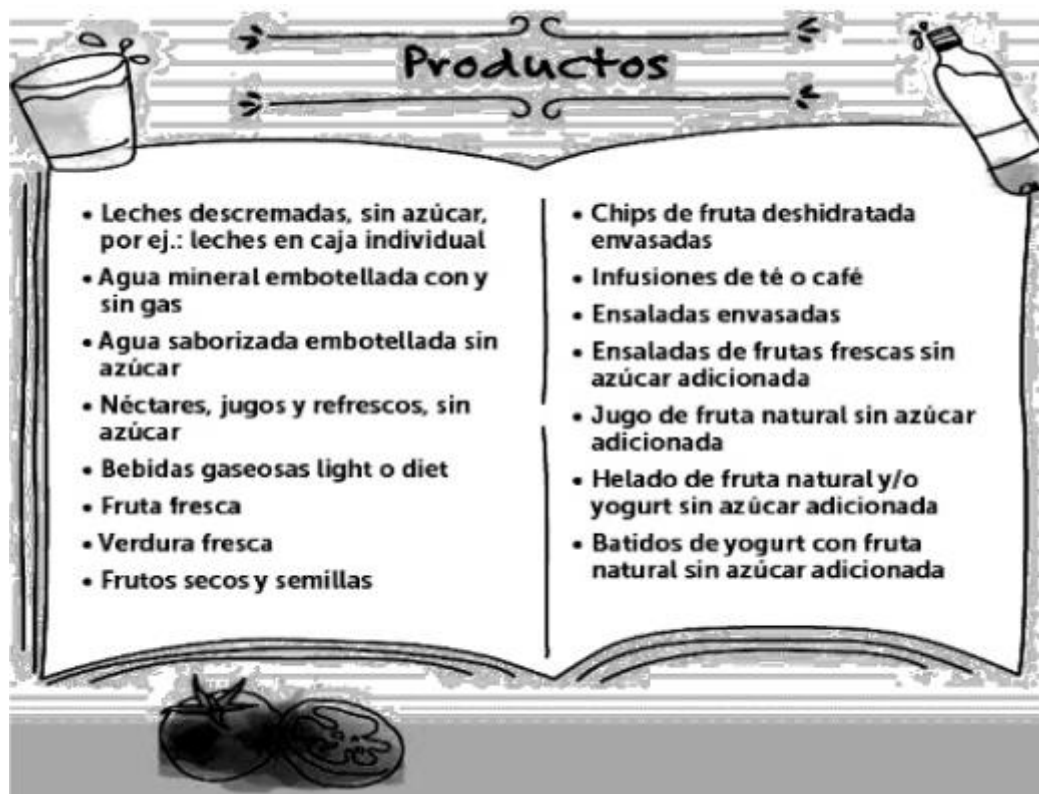 Productos
• Leches descremadas, sin azúcar,
por ej.: leches en caja individual
• Agua mineral embotellada con y
sin gas
• Agua saborizada embotellada sin
azúcar
• Néctares, jugos y refrescos, sin
azúcar
• Bebidas gaseosas light o diet
• Fruta fresca
• Verdura fresca
• Frutos secos y semillas
• Chips de fruta deshidratada
envasadas
• Infusiones de té o café
• Ensaladas envasadas
• Ensaladas de frutas frescas sin
azúcar adicionada
• Jugo de fruta natural sin azúcar
adicionada
• Helado de fruta natural y/o
yogurt sin azúcar adicionada
• Batidos de yogurt con fruta
natural sin azúcar adicionada